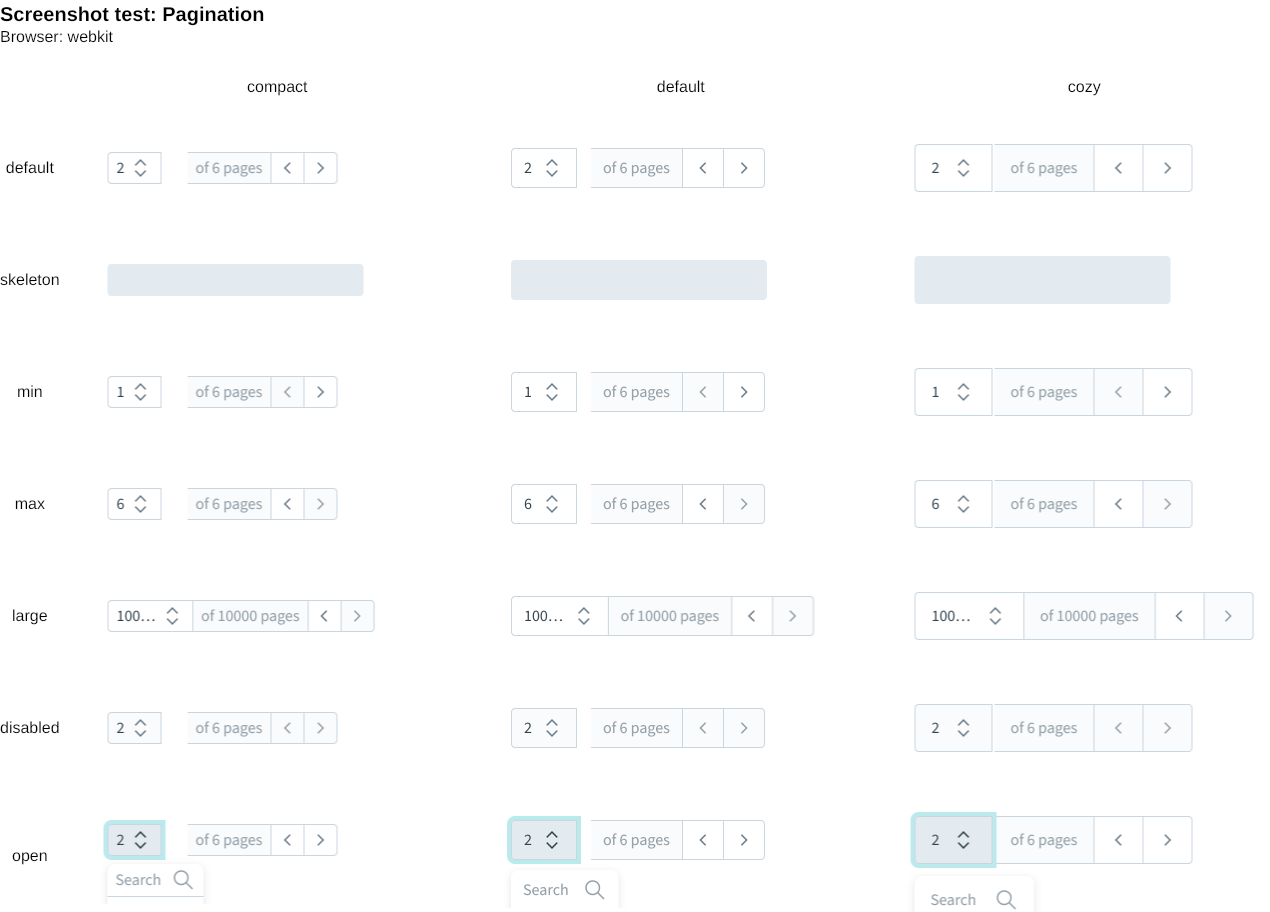 Screenshot test: Pagination
Browser: webkit
compact default cozy
default 2 of 6 pages 2 of 6 pages 2 of 6 pages
skeleton
min 1 of 6 pages 1 of 6 pages 1 of 6 pages
max 6 of 6 pages 6 of 6 pages 6 of 6 pages
large 100... of 10000 pages 100... of 10000 pages 100... of 10000 pages
disabled 2 of 6 pages 2 of 6 pages 2 of 6 pages
open 2 of 6 pages 2 of 6 pages 2 of 6 pages
Search Search Search